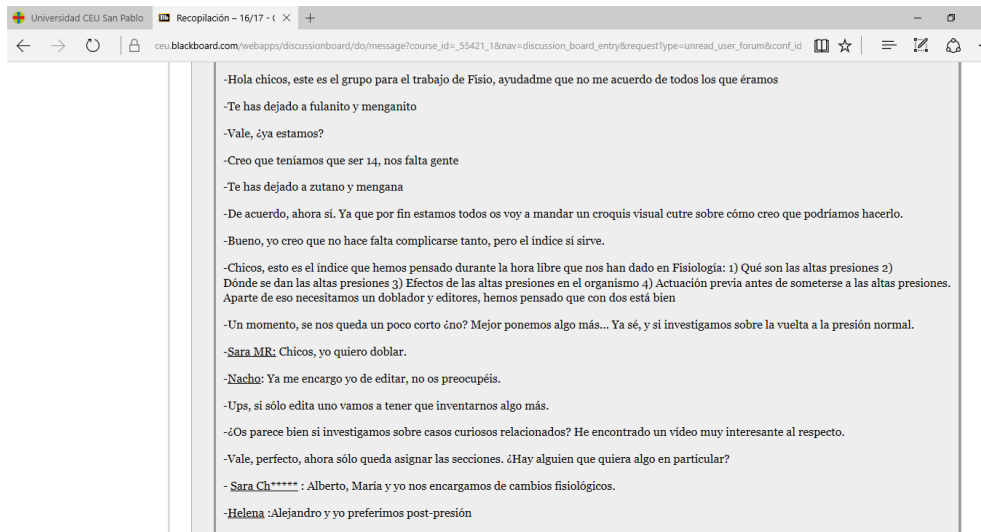 Universidad CEU San Pablo
Recopilación – 16/17 - (
ceu.blackboard.com/webapps/discussionboard/do/message?course_id=_55421_1&nav=discussion_board_entry&requestType=unread_user_forum&conf_id
-Hola chicos, este es el grupo para el trabajo de Fisio, ayudadme que no me acuerdo de todos los que éramos
-Te has dejado a fulanito y menganito
-Vale, ¿ya estamos?
-Creo que teníamos que ser 14, nos falta gente
-Te has dejado a zutano y mengana
-De acuerdo, ahora sí. Ya que por fin estamos todos os voy a mandar un croquis visual cutre sobre cómo creo que podríamos hacerlo.
-Bueno, yo creo que no hace falta complicarse tanto, pero el índice sí sirve.
-Chicos, esto es el índice que hemos pensado durante la hora libre que nos han dado en Fisiología: 1) Qué son las altas presiones 2)
Dónde se dan las altas presiones 3) Efectos de las altas presiones en el organismo 4) Actuación previa antes de someterse a las altas presiones.
Aparte de eso necesitamos un doblador y editores, hemos pensado que con dos está bien
-Un momento, se nos queda un poco corto ¿no? Mejor ponemos algo más... Ya sé, y si investigamos sobre la vuelta a la presión normal.
-Sara MR: Chicos, yo quiero doblar.
-Nacho: Ya me encargo yo de editar, no os preocupéis.
-Ups, si sólo edita uno vamos a tener que inventarnos algo más.
-¿Os parece bien si investigamos sobre casos curiosos relacionados? He encontrado un vídeo muy interesante al respecto.
-Vale, perfecto, ahora sólo queda asignar las secciones. ¿Hay alguien que quiera algo en particular?
- Sara Ch***** : Alberto, María y yo nos encargamos de cambios fisiológicos.
-Helena :Alejandro y yo preferimos post-presión